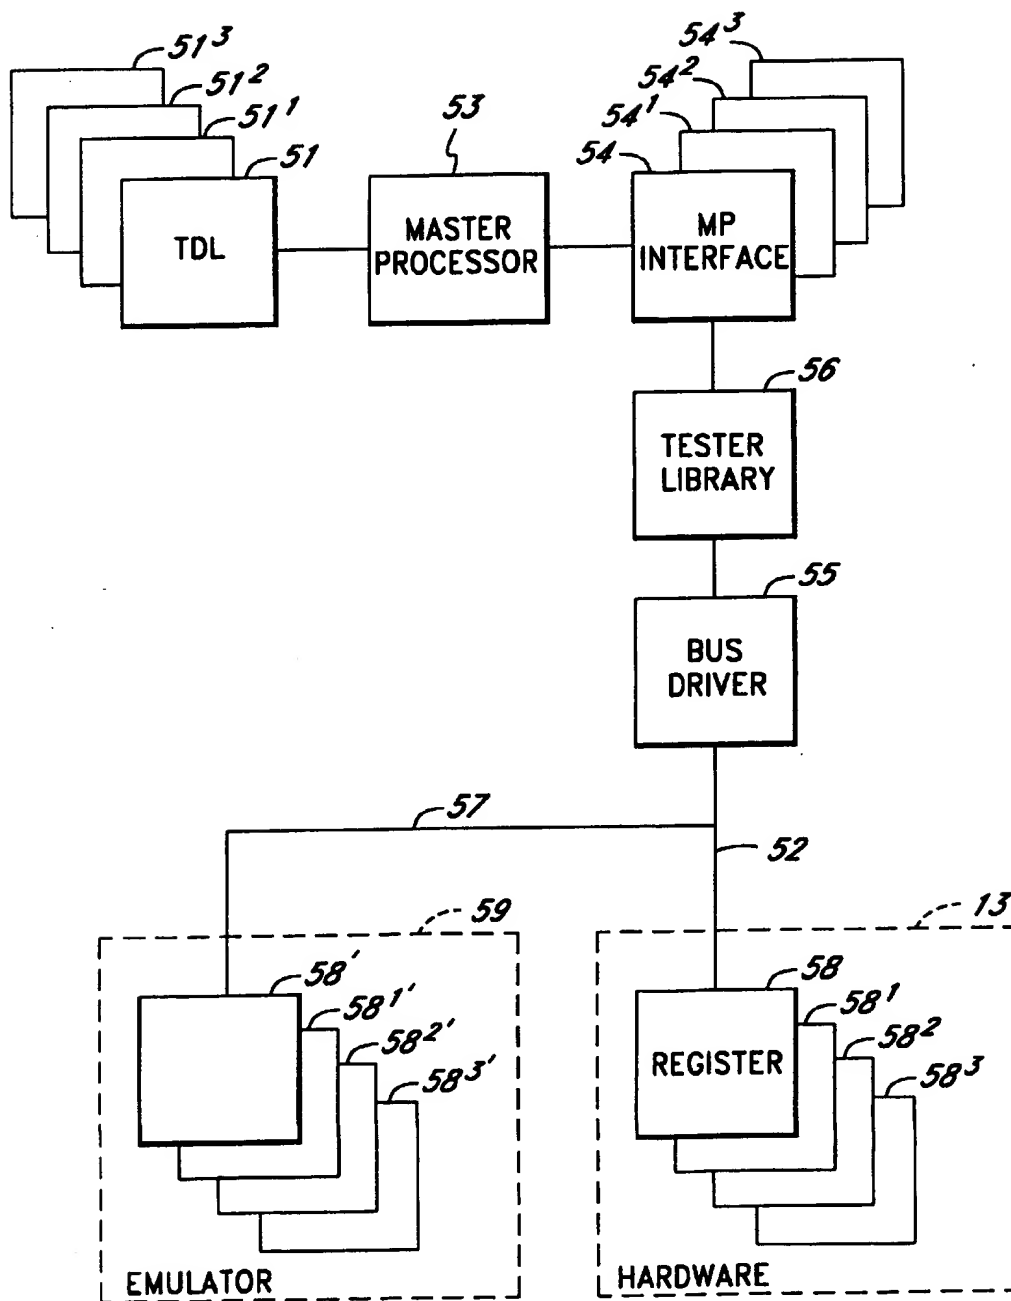 51³
51²
51¹
51
TDL
53
MASTER
PROCESSOR
54³
54²
54¹
54
MP
INTERFACE
56
TESTER
LIBRARY
55
BUS
DRIVER
57
52
59
58'
58¹'
58²'
58³'
EMULATOR
13
58
58¹
58²
58³
REGISTER
HARDWARE